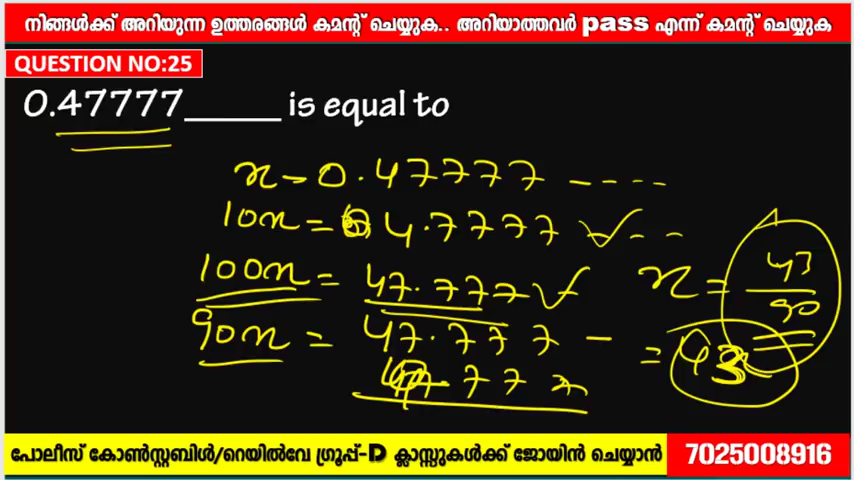 നിങ്ങൾക്ക് അറിയുന്ന ഉത്തരങ്ങൾ കമന്റ് ചെയ്യുക.. അറിയാത്തവർ pass എന്ന് കമന്റ് ചെയ്യുക
QUESTION NO:25
0.47777_____ is equal to
x = 0.47777 ----
10x = 4.7777 ✓ - -
100x = 47.7777 ✓
x = 43/90
90x = 47.777 -
4.777
= 43
പോലീസ് കോൺസ്റ്റബിൾ/റെയിൽവേ ഗ്രൂപ്പ്-D ക്ലാസ്സുകൾക്ക് ജോയിൻ ചെയ്യാൻ
7025008916